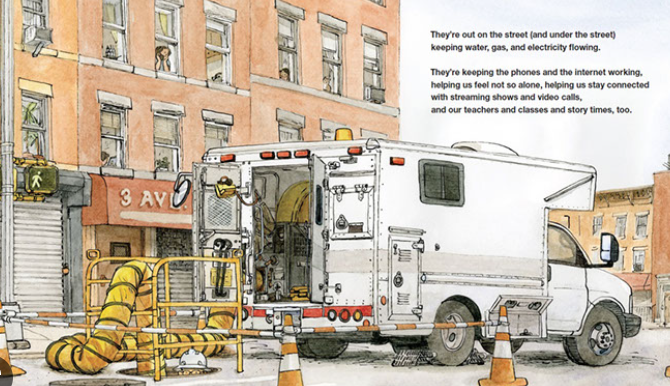 They're out on the street (and under the street)
keeping water, gas, and electricity flowing.
They're keeping the phones and the internet working,
helping us feel not so alone, helping us stay connected
with streaming shows and video calls,
and our teachers and classes and story times, too.
3 AV